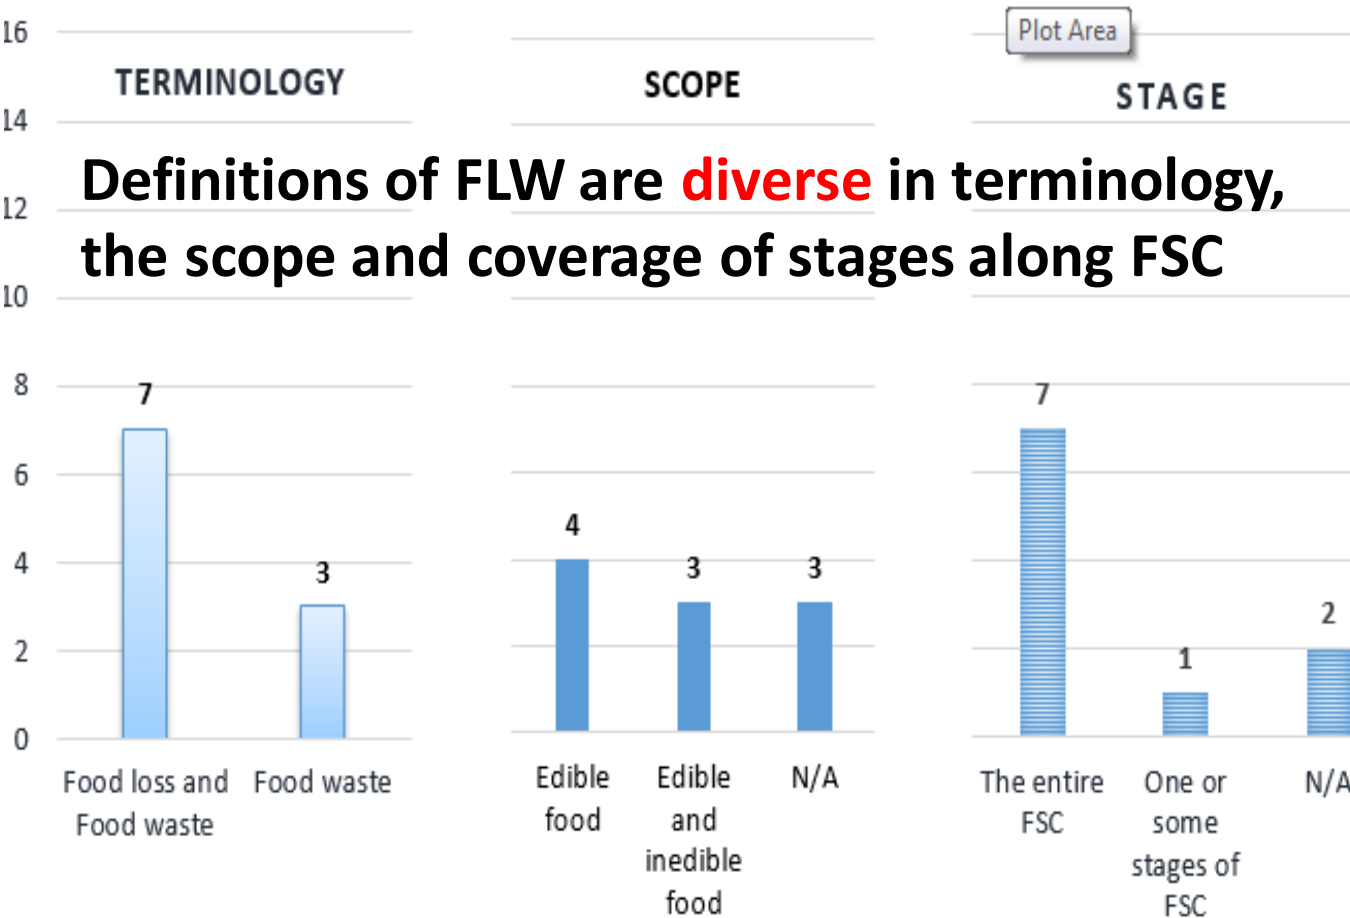 16
Plot Area
TERMINOLOGY
SCOPE
STAGE
14
Definitions of FLW are diverse in terminology,
12
the scope and coverage of stages along FSC
10
8
7
7
6
4
3
4
3
3
2
1
2
0
Food loss and
Food waste
Food waste
Edible
food
Edible
and
inedible
food
N/A
The entire
FSC
One or
some
stages of
FSC
N/A